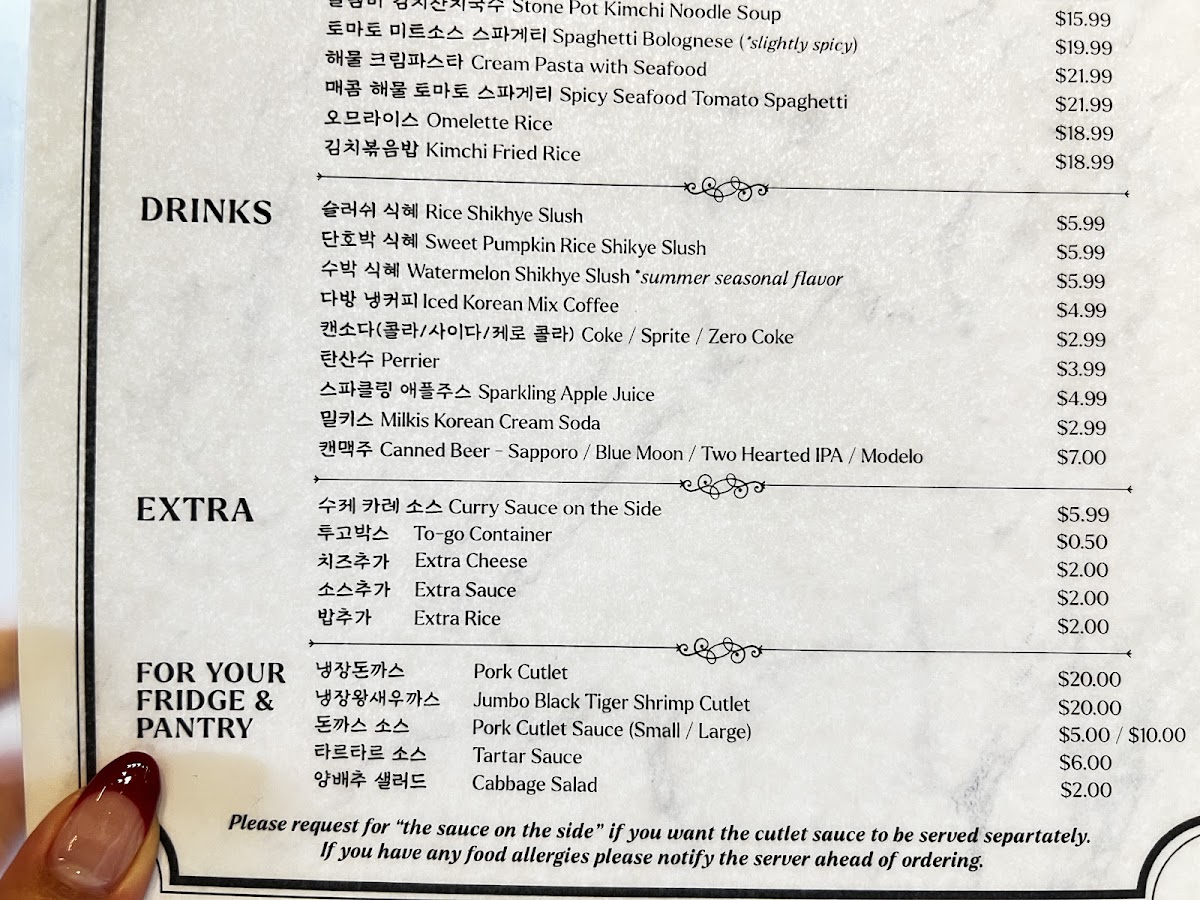 김치잔치국수 Stone Pot Kimchi Noodle Soup $15.99
토마토 미트소스 스파게티 Spaghetti Bolognese (*slightly spicy) $19.99
해물 크림파스타 Cream Pasta with Seafood $21.99
매콤 해물 토마토 스파게티 Spicy Seafood Tomato Spaghetti $21.99
오므라이스 Omelette Rice $18.99
김치볶음밥 Kimchi Fried Rice $18.99
DRINKS
슬러쉬 식혜 Rice Shikhye Slush $5.99
단호박 식혜 Sweet Pumpkin Rice Shikye Slush $5.99
수박 식혜 Watermelon Shikhye Slush *summer seasonal flavor $5.99
다방 냉커피 Iced Korean Mix Coffee $4.99
캔소다(콜라/사이다/케로 콜라) Coke / Sprite / Zero Coke $2.99
탄산수 Perrier $3.99
스파클링 애플주스 Sparkling Apple Juice $4.99
밀키스 Milkis Korean Cream Soda $2.99
캔맥주 Canned Beer - Sapporo / Blue Moon / Two Hearted IPA / Modelo $7.00
EXTRA
수제 카레 소스 Curry Sauce on the Side $5.99
투고박스 To-go Container $0.50
치즈추가 Extra Cheese $2.00
소스추가 Extra Sauce $2.00
밥추가 Extra Rice $2.00
FOR YOUR
FRIDGE &
PANTRY
냉장돈까스 Pork Cutlet $20.00
냉장왕새우까스 Jumbo Black Tiger Shrimp Cutlet $20.00
돈까스 소스 Pork Cutlet Sauce (Small / Large) $5.00 / $10.00
타르타르 소스 Tartar Sauce $6.00
양배추 샐러드 Cabbage Salad $2.00
Please request for "the sauce on the side" if you want the cutlet sauce to be served separtately.
If you have any food allergies please notify the server ahead of ordering.